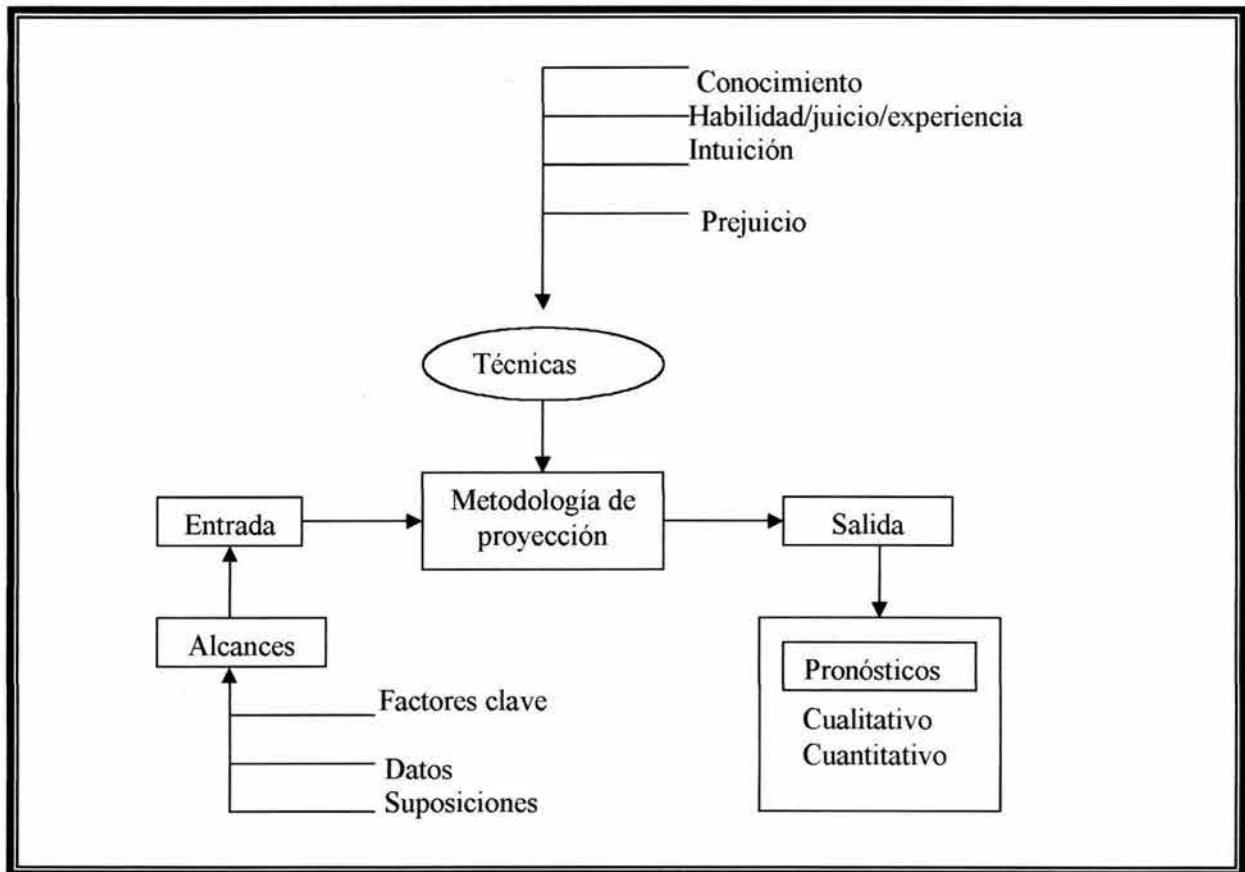 Conocimiento
Habilidad/juicio/experiencia
Intuición
Prejuicio
Técnicas
Metodología de
proyección
Entrada
Salida
Alcances
Factores clave
Datos
Suposiciones
Pronósticos
Cualitativo
Cuantitativo